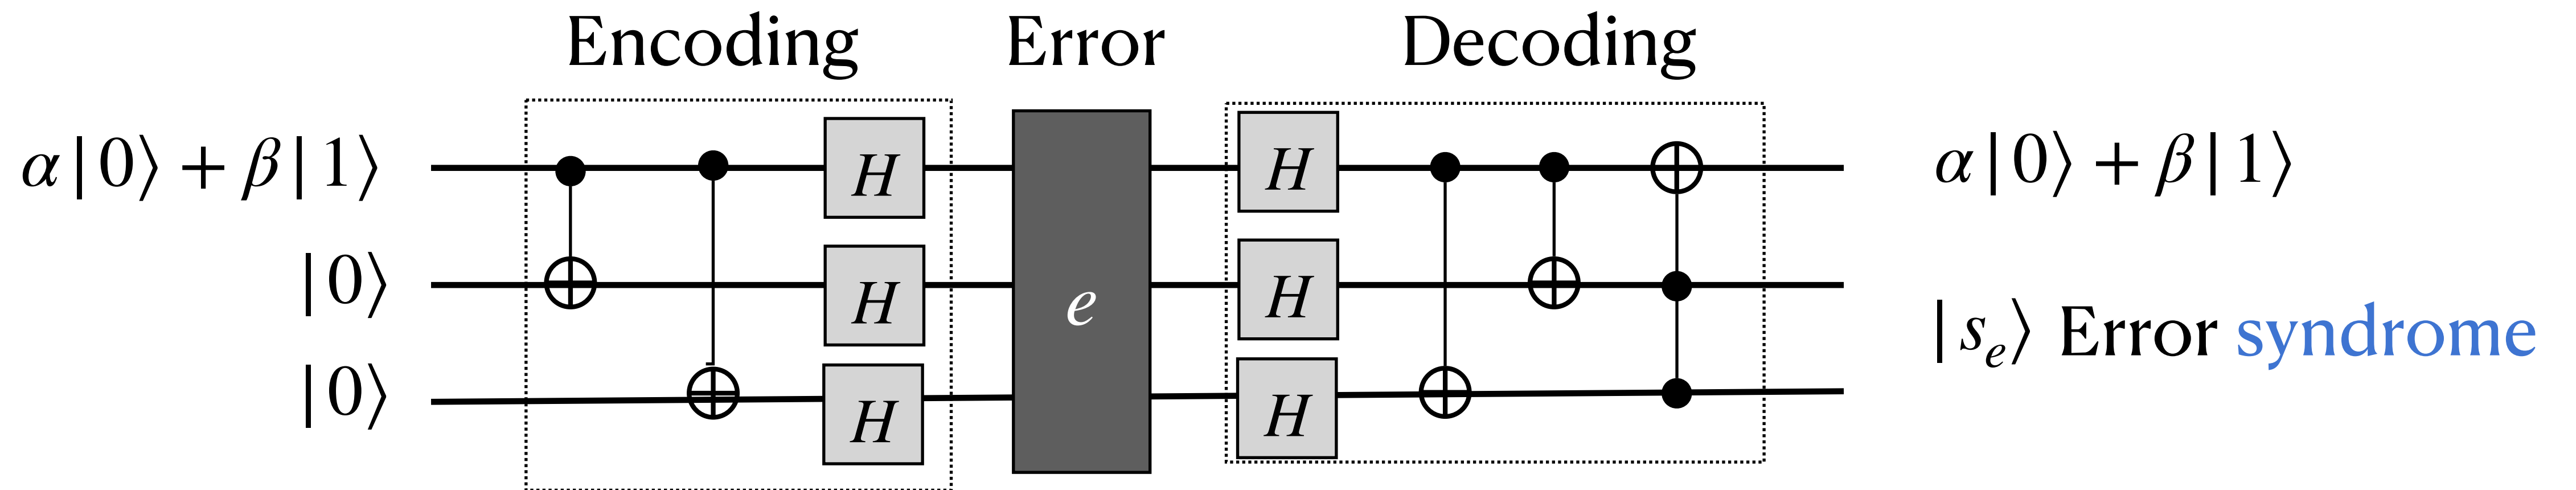 Encoding Error Decoding
α|0⟩ + β|1⟩ H H α|0⟩ + β|1⟩
|0⟩ H e H |s_e⟩ Error syndrome
|0⟩ H H